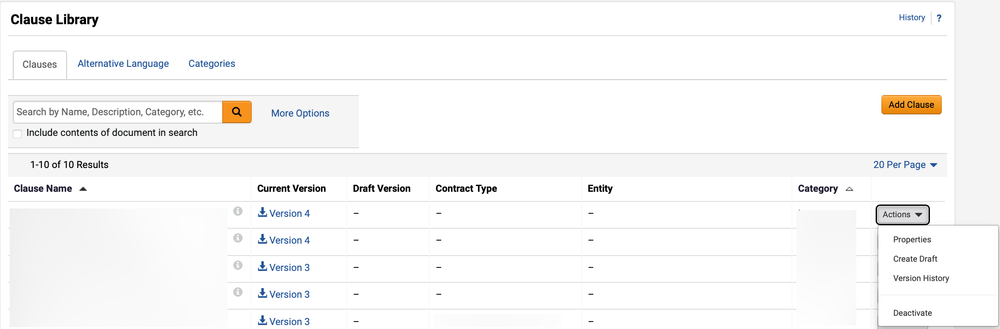 Clause Library
History
?
Clauses
Alternative Language
Categories
Search by Name, Description, Category, etc.
More Options
Add Clause
Include contents of document in search
1-10 of 10 Results
20 Per Page
Clause Name
Current Version
Draft Version
Contract Type
Entity
Category
Version 4
–
–
–
Actions
Version 4
–
–
–
Version 3
–
–
–
Version 3
–
–
–
Version 3
–
–
Properties
Create Draft
Version History
Deactivate